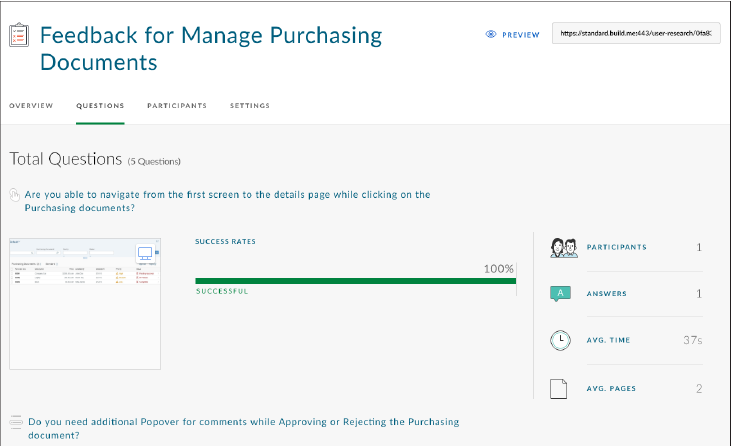 Feedback for Manage Purchasing
Documents
PREVIEW
https://standard.build.me:443/user-research/0fa8
OVERVIEW
QUESTIONS
PARTICIPANTS
SETTINGS
Total Questions (5 Questions)
Are you able to navigate from the first screen to the details page while clicking on the
Purchasing documents?
SUCCESS RATES
100%
SUCCESSFUL
PARTICIPANTS 1
A ANSWERS 1
AVG. TIME 37s
AVG. PAGES 2
Do you need additional Popover for comments while Approving or Rejecting the Purchasing
document?